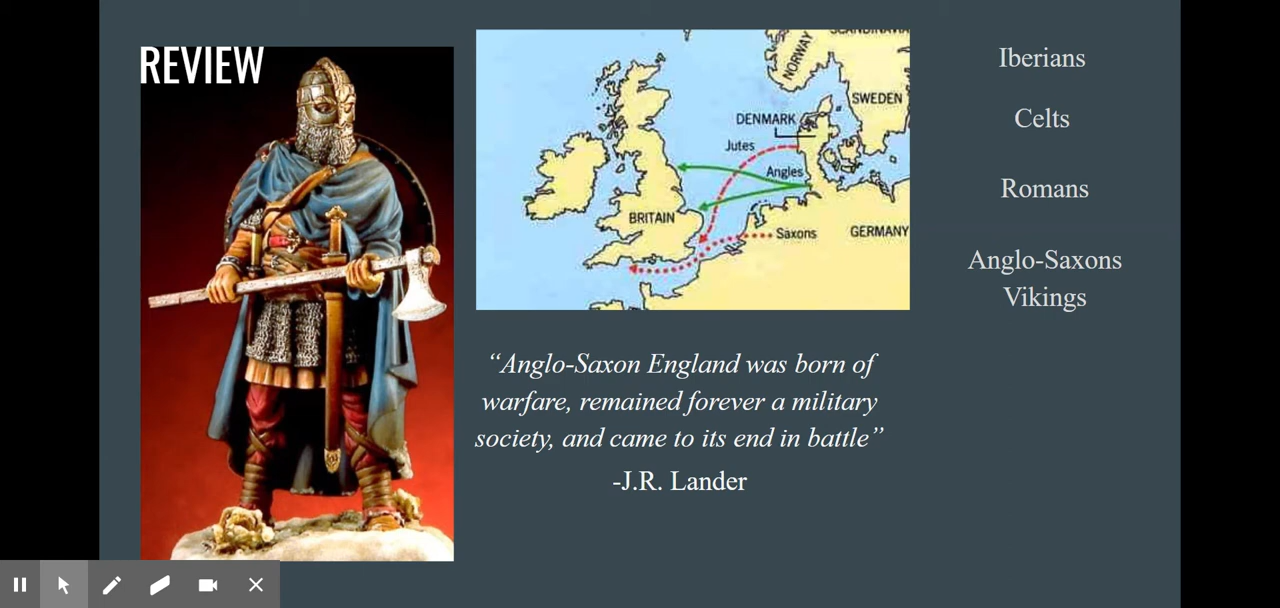 REVIEW
SCANDINAVIA
NORWAY
SWEDEN
DENMARK
Jutes
Angles
BRITAIN
Saxons
GERMANY
Iberians
Celts
Romans
Anglo-Saxons
Vikings
“Anglo-Saxon England was born of
warfare, remained forever a military
society, and came to its end in battle”
-J.R. Lander